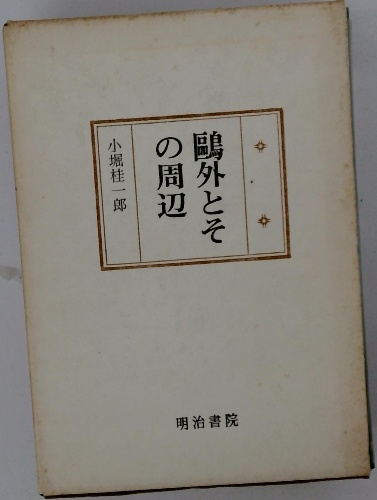 鷗外とそ
の周辺
小堀桂一郎
明治書院